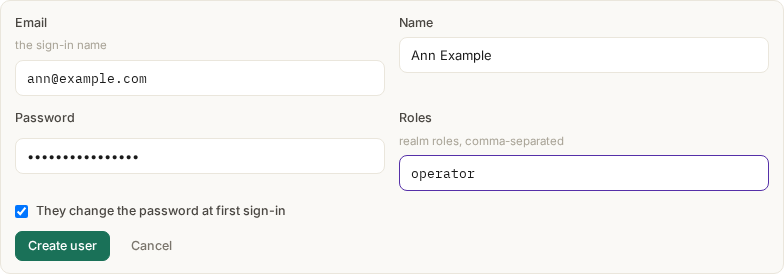 Email
the sign-in name
ann@example.com
Name
Ann Example
Password
••••••••••••••••
Roles
realm roles, comma-separated
operator
They change the password at first sign-in
Create user
Cancel